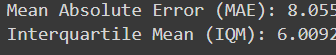 Mean Absolute Error (MAE): 8.055
Interquartile Mean (IQM): 6.0092